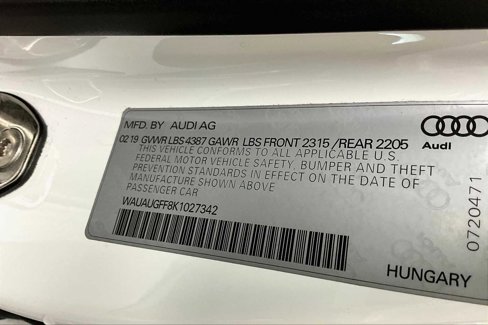 MFD. BY AUDI AG
02 19 GVWR LBS 4387 GAWR LBS FRONT 2315 /REAR 2205
THIS VEHICLE CONFORMS TO ALL APPLICABLE U.S.
FEDERAL MOTOR VEHICLE SAFETY, BUMPER AND THEFT
PREVENTION STANDARDS IN EFFECT ON THE DATE OF
MANUFACTURE SHOWN ABOVE
PASSENGER CAR
WAUAUGFF8K1027342
Audi
0720471
HUNGARY